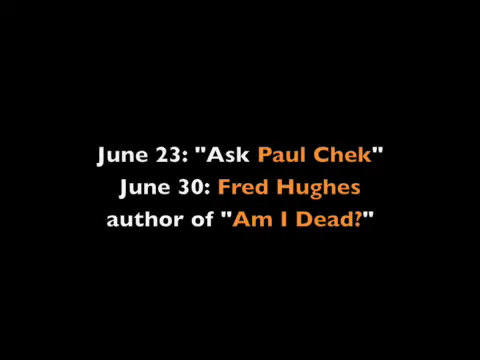 June 23: "Ask Paul Chek"
June 30: Fred Hughes
author of "Am I Dead?"